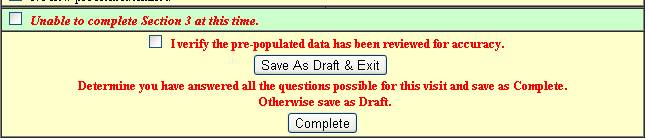 Unable to complete Section 3 at this time.
I verify the pre-populated data has been reviewed for accuracy.
Save As Draft & Exit
Determine you have answered all the questions possible for this visit and save as Complete.
Otherwise save as Draft.
Complete